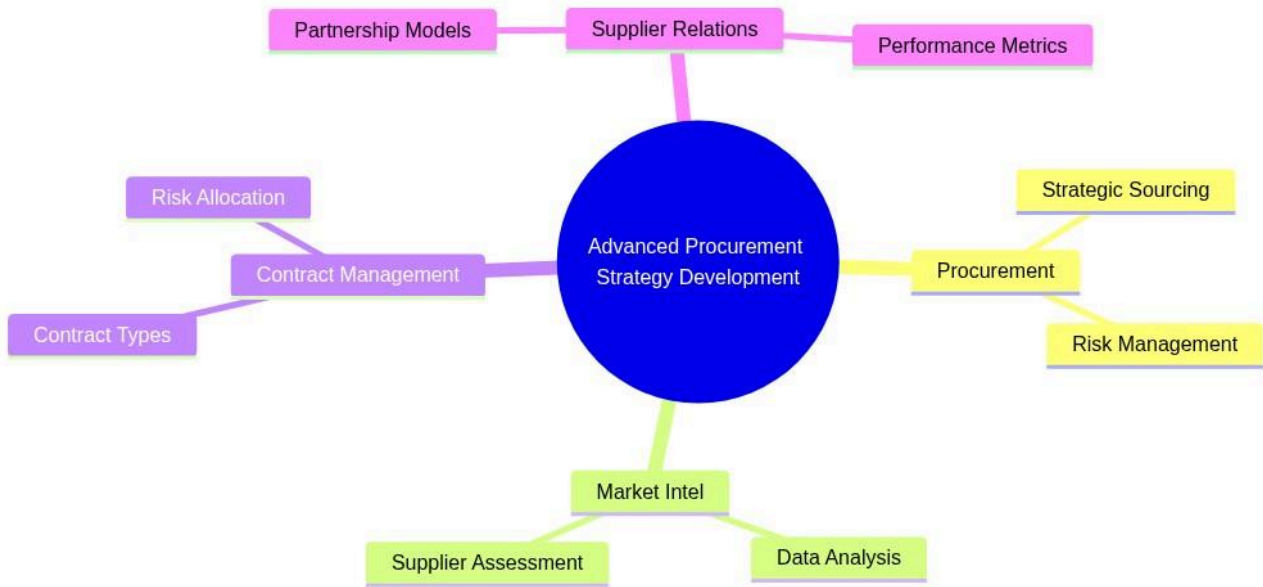 Partnership Models
Supplier Relations
Performance Metrics
Risk Allocation
Contract Management
Contract Types
Advanced Procurement
Strategy Development
Strategic Sourcing
Procurement
Risk Management
Market Intel
Supplier Assessment
Data Analysis